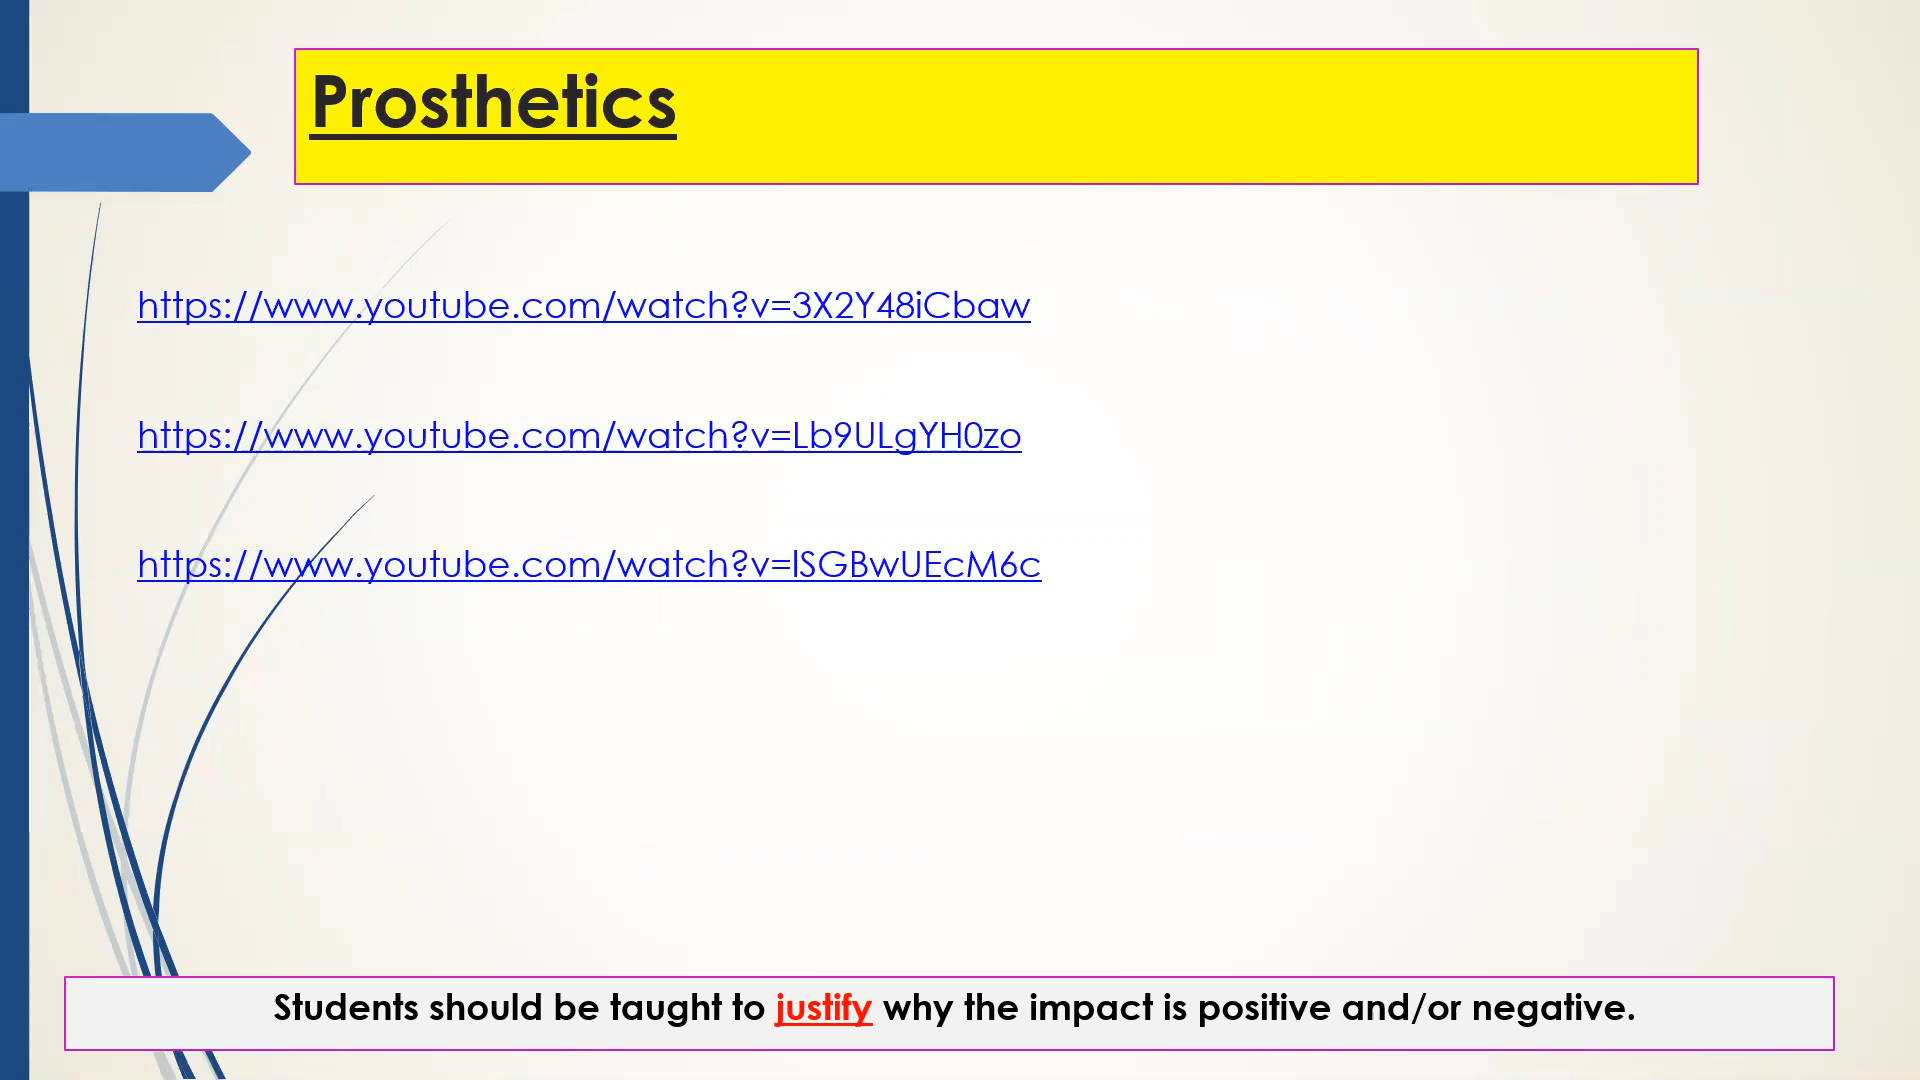 Prosthetics
https://www.youtube.com/watch?v=3X2Y48iCbaw
https://www.youtube.com/watch?v=Lb9ULgYH0zo
https://www.youtube.com/watch?v=lSGBwUEcM6c
Students should be taught to justify why the impact is positive and/or negative.